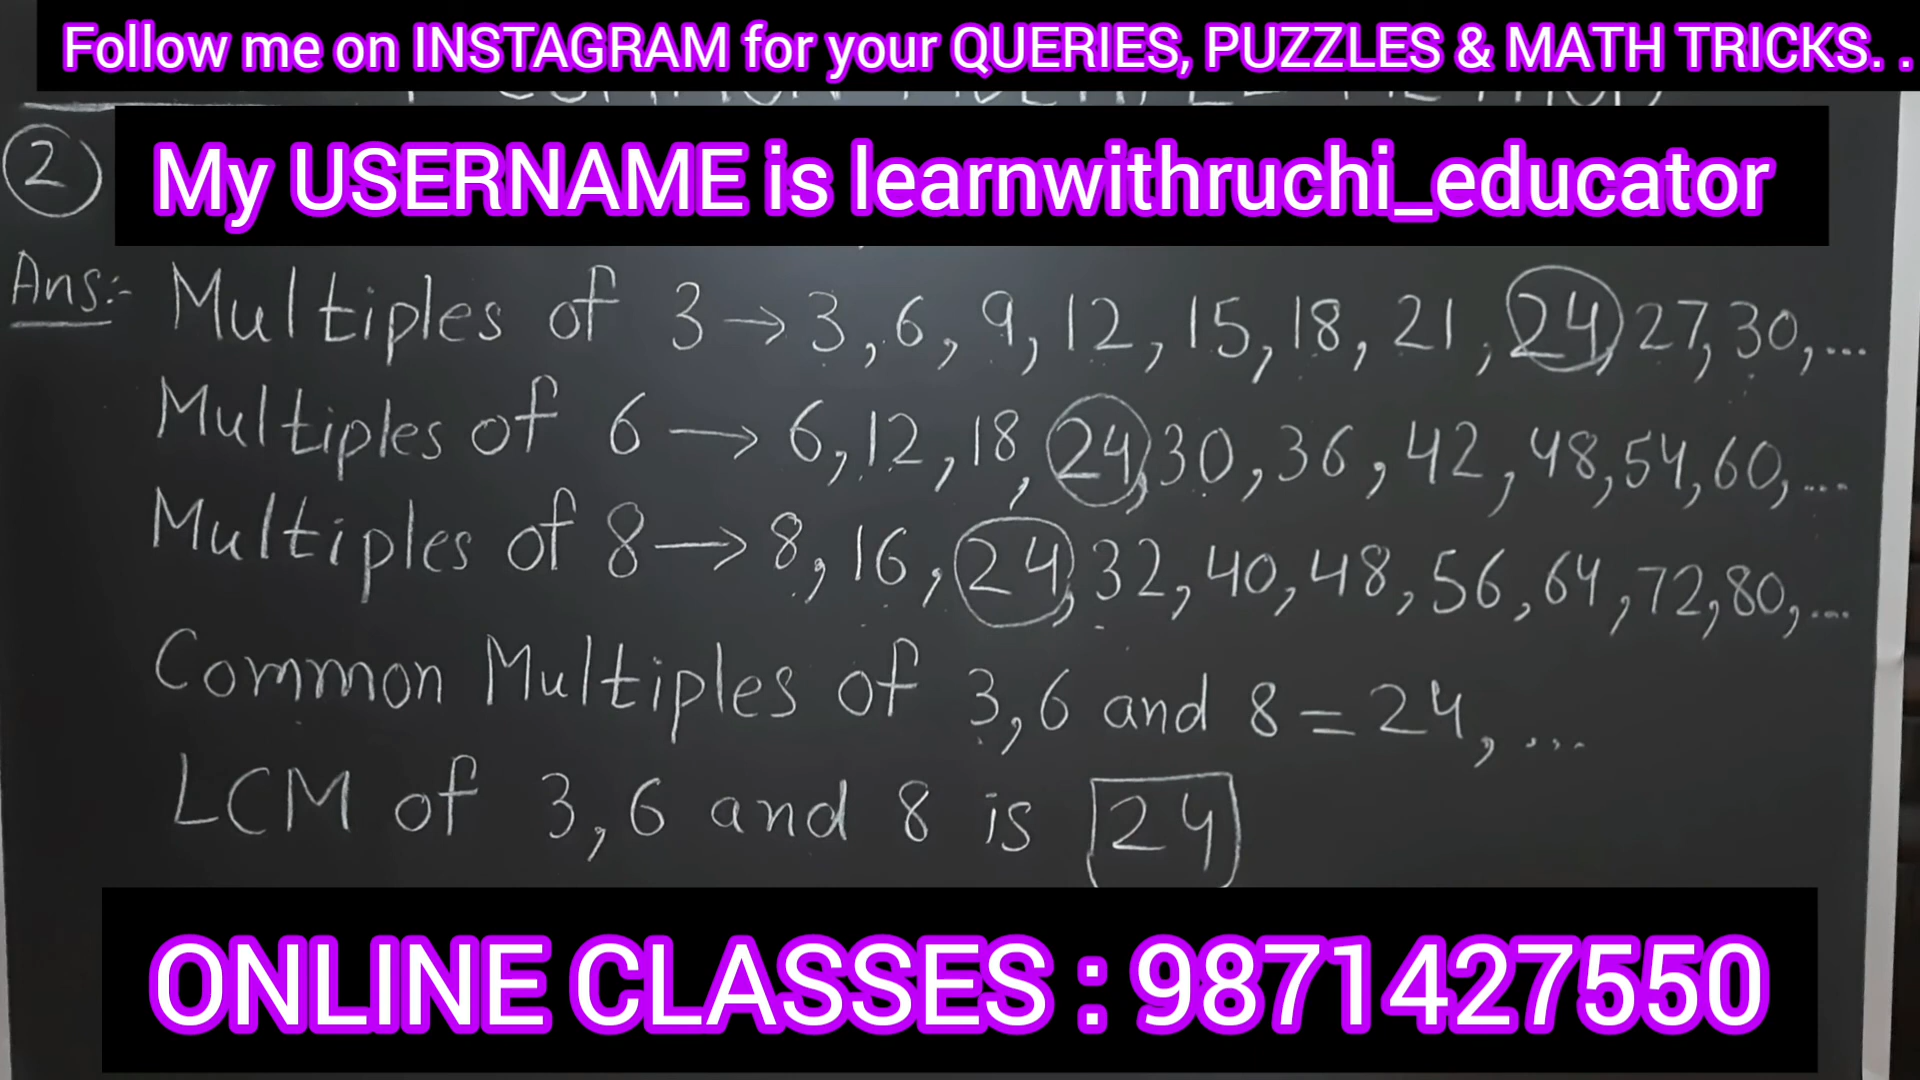 Follow me on INSTAGRAM for your QUERIES, PUZZLES & MATH TRICKS. .
2
My USERNAME is learnwithruchi_educator
Ans:- Multiples of 3 → 3, 6, 9, 12, 15, 18, 21, 24, 27, 30, ...
Multiples of 6 → 6, 12, 18, 24, 30, 36, 42, 48, 54, 60, ...
Multiples of 8 → 8, 16, 24, 32, 40, 48, 56, 64, 72, 80, ...
Common Multiples of 3, 6 and 8 = 24, ...
LCM of 3, 6 and 8 is 24
ONLINE CLASSES : 9871427550